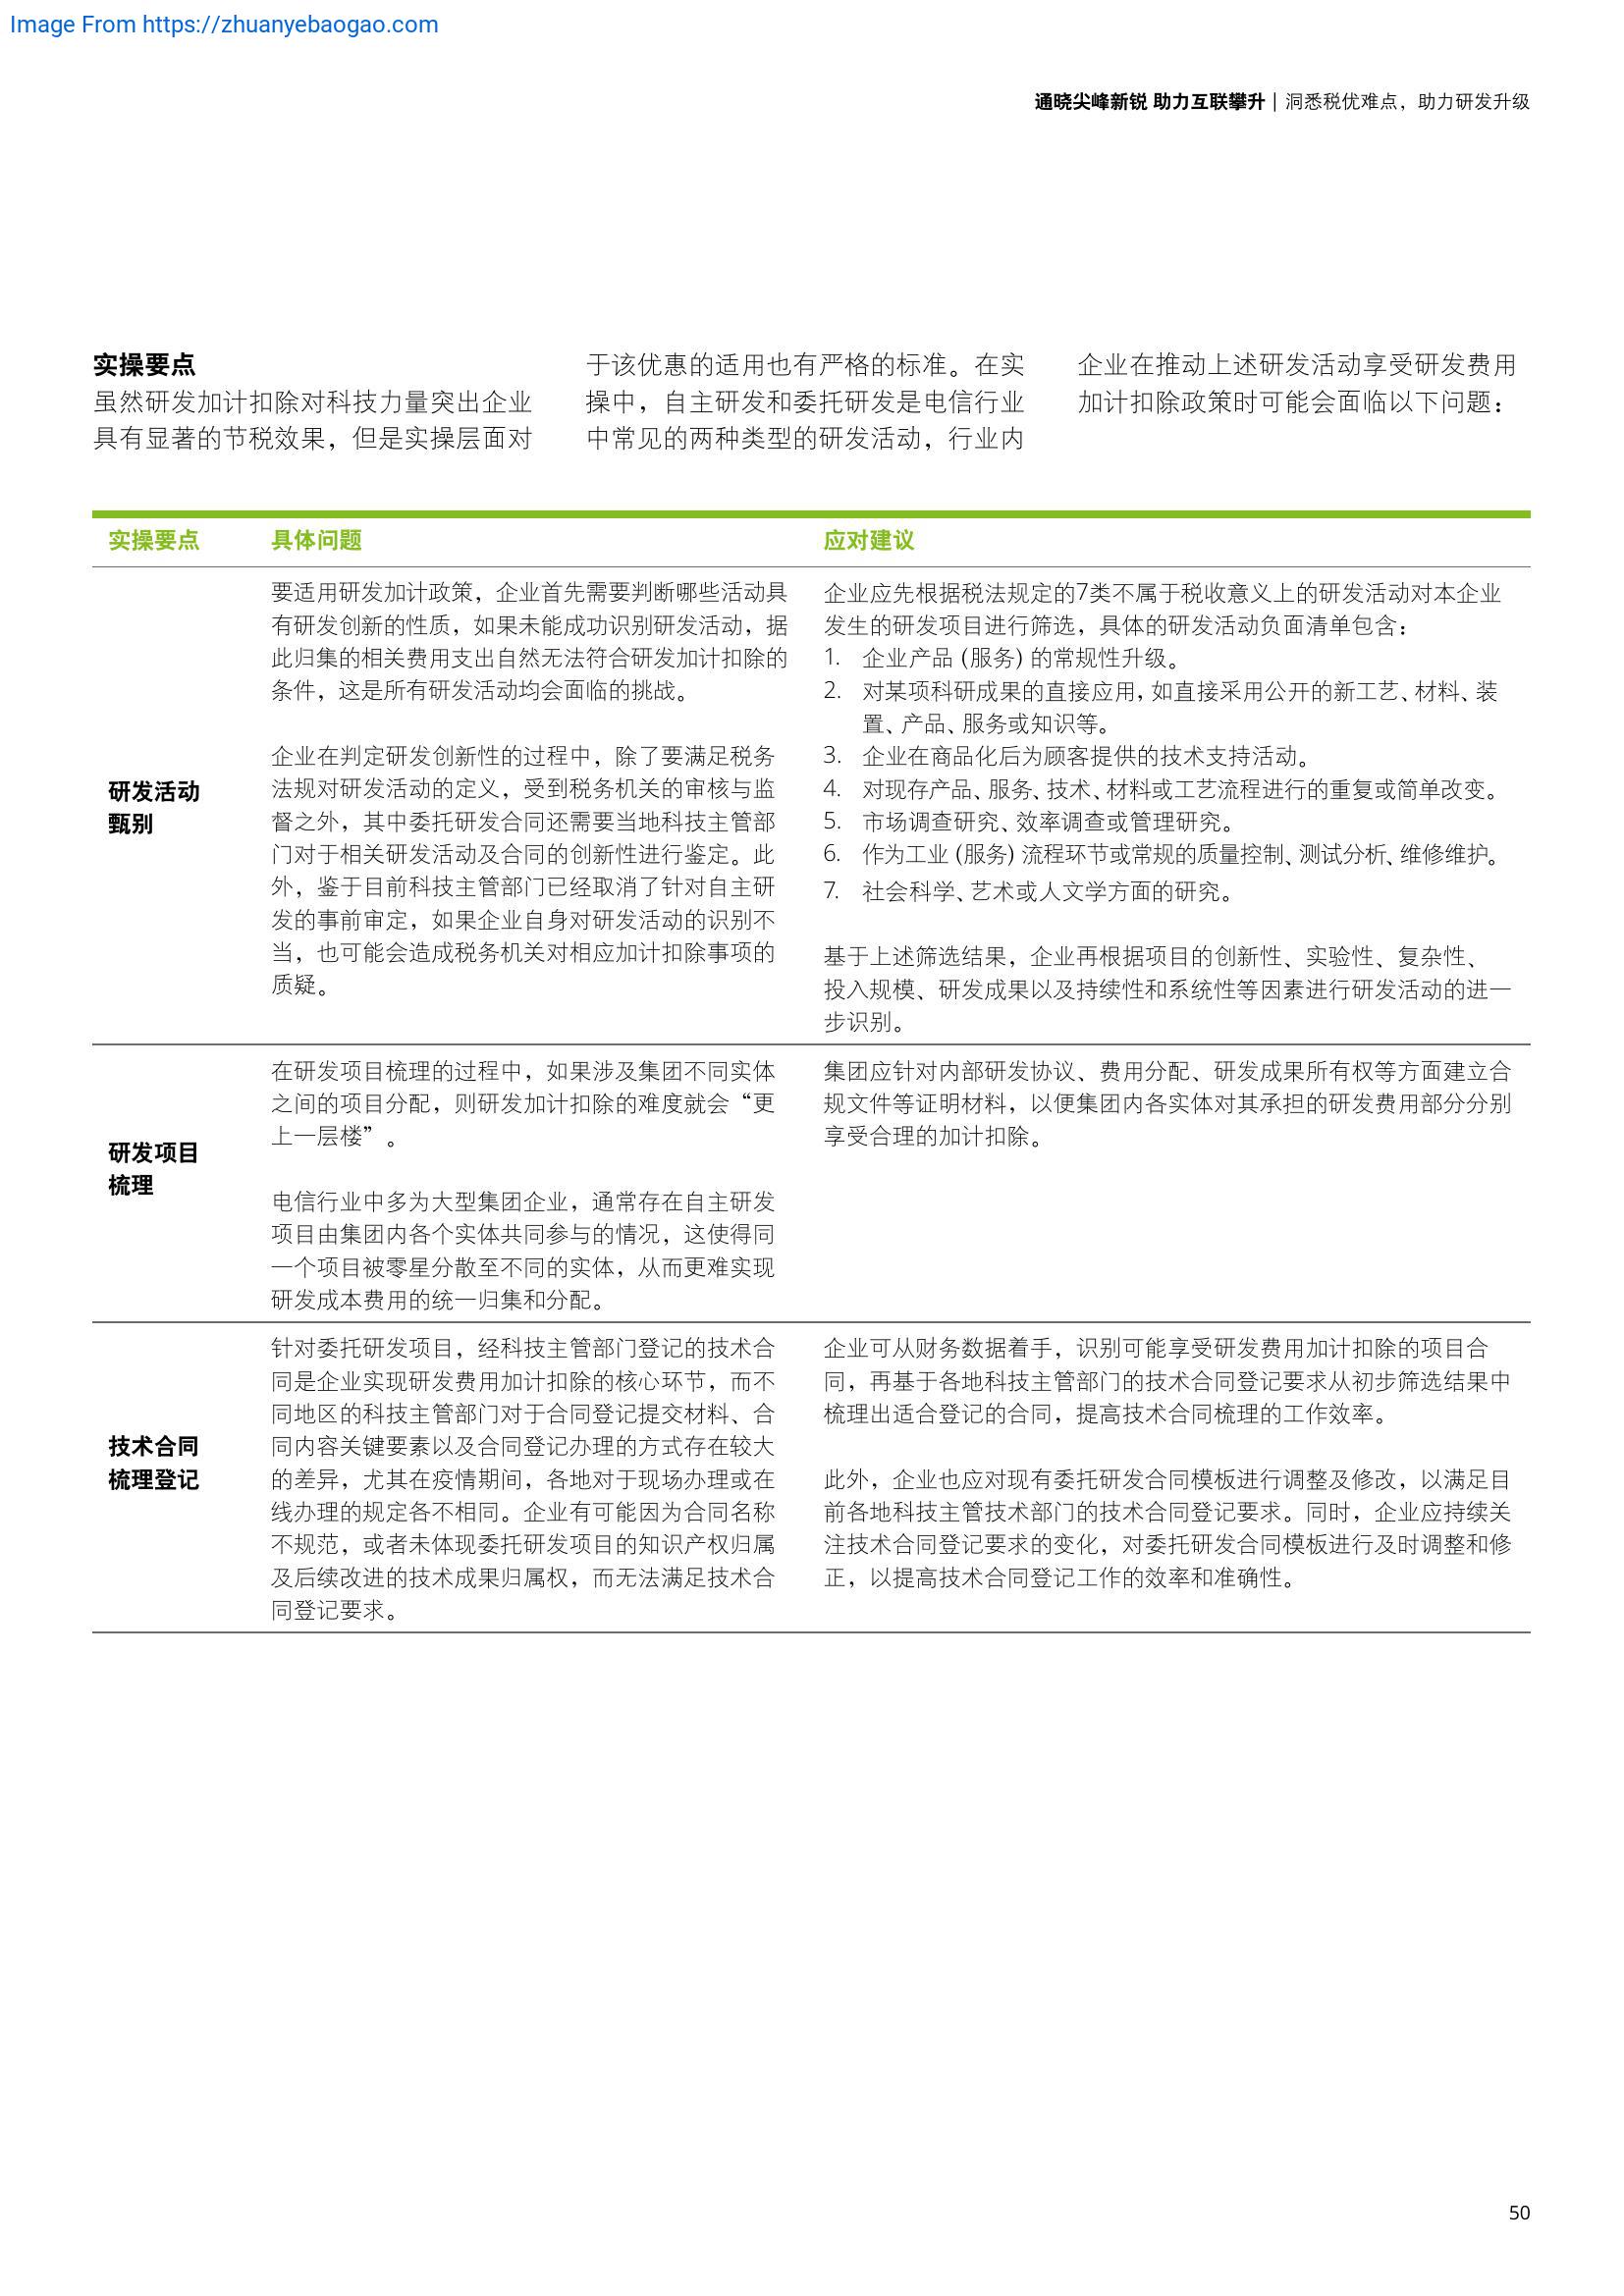 Image From https://zhuanyebaogao.com
通晓尖峰新锐 助力互联攀升 | 洞悉税优难点，助力研发升级
实操要点
虽然研发加计扣除对科技力量突出企业
具有显著的节税效果，但是实操层面对
于该优惠的适用也有严格的标准。在实
操中，自主研发和委托研发是电信行业
中常见的两种类型的研发活动，行业内
企业在推动上述研发活动享受研发费用
加计扣除政策时可能会面临以下问题：
实操要点
具体问题
应对建议
研发活动
甄别
要适用研发加计政策，企业首先需要判断哪些活动具
有研发创新的性质，如果未能成功识别研发活动，据
此归集的相关费用支出自然无法符合研发加计扣除的
条件，这是所有研发活动均会面临的挑战。
企业在判定研发创新性的过程中，除了要满足税务
法规对研发活动的定义，受到税务机关的审核与监
督之外，其中委托研发合同还需要当地科技主管部
门对于相关研发活动及合同的创新性进行鉴定。此
外，鉴于目前科技主管部门已经取消了针对自主研
发的事前审定，如果企业自身对研发活动的识别不
当，也可能会造成税务机关对相应加计扣除事项的
质疑。
企业应先根据税法规定的7类不属于税收意义上的研发活动对本企业
发生的研发项目进行筛选，具体的研发活动负面清单包含：
1. 企业产品 (服务) 的常规性升级。
2. 对某项科研成果的直接应用，如直接采用公开的新工艺、材料、装
置、产品、服务或知识等。
3. 企业在商品化后为顾客提供的技术支持活动。
4. 对现存产品、服务、技术、材料或工艺流程进行的重复或简单改变。
5. 市场调查研究、效率调查或管理研究。
6. 作为工业 (服务) 流程环节或常规的质量控制、测试分析、维修维护。
7. 社会科学、艺术或人文学方面的研究。
基于上述筛选结果，企业再根据项目的创新性、实验性、复杂性、
投入规模、研发成果以及持续性和系统性等因素进行研发活动的进一
步识别。
研发项目
梳理
在研发项目梳理的过程中，如果涉及集团不同实体
之间的项目分配，则研发加计扣除的难度就会“更
上一层楼”。
电信行业中多为大型集团企业，通常存在自主研发
项目由集团内各个实体共同参与的情况，这使得同
一个项目被零星分散至不同的实体，从而更难实现
研发成本费用的统一归集和分配。
集团应针对内部研发协议、费用分配、研发成果所有权等方面建立合
规文件等证明材料，以便集团内各实体对其承担的研发费用部分分别
享受合理的加计扣除。
技术合同
梳理登记
针对委托研发项目，经科技主管部门登记的技术合
同是企业实现研发费用加计扣除的核心环节，而不
同地区的科技主管部门对于合同登记提交材料、合
同内容关键要素以及合同登记办理的方式存在较大
的差异，尤其在疫情期间，各地对于现场办理或在
线办理的规定各不相同。企业有可能因为合同名称
不规范，或者未体现委托研发项目的知识产权归属
及后续改进的技术成果归属权，而无法满足技术合
同登记要求。
企业可从财务数据着手，识别可能享受研发费用加计扣除的项目合
同，再基于各地科技主管部门的技术合同登记要求从初步筛选结果中
梳理出适合登记的合同，提高技术合同梳理的工作效率。
此外，企业也应对现有委托研发合同模板进行调整及修改，以满足目
前各地科技主管技术部门的技术合同登记要求。同时，企业应持续关
注技术合同登记要求的变化，对委托研发合同模板进行及时调整和修
正，以提高技术合同登记工作的效率和准确性。
50